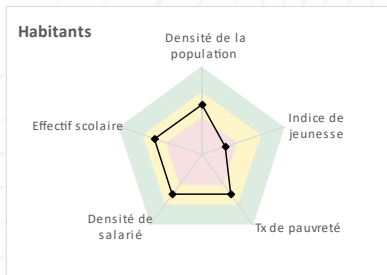 Habitants
Densité de la
population
Indice de
jeunesse
Effectif scolaire
Densité de
salarié
Tx de pauvreté